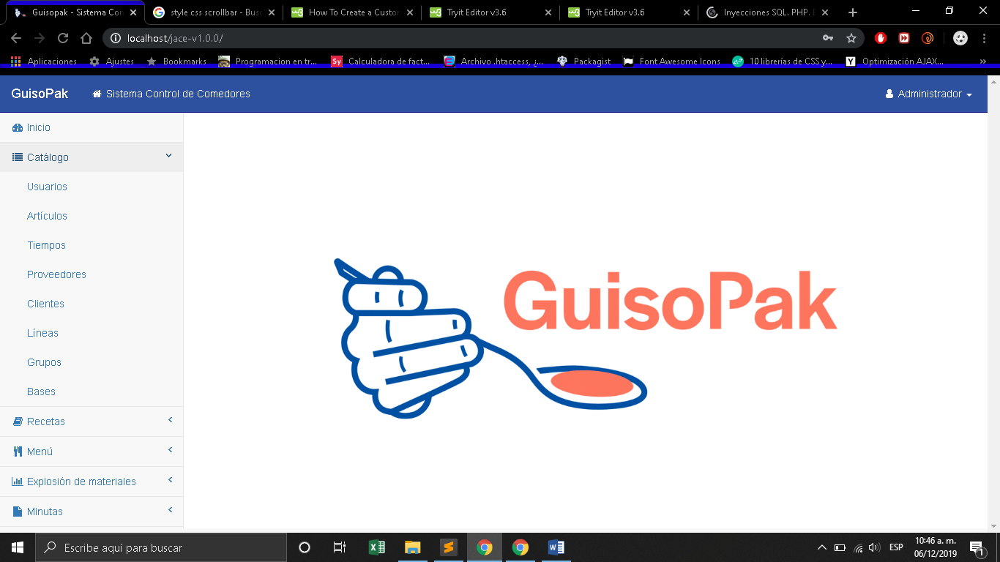 Guisopak - Sistema Con
style css scrollbar - Bus
How To Create a Custom
Tryit Editor v3.6
Tryit Editor v3.6
Inyecciones SQL. PHP. E
localhost/jace-v1.0.0/
Aplicaciones
Ajustes
Bookmarks
Programacion en tr...
Sy
Calculadora de fact...
Archivo .htaccess, ¿...
Packagist
Font Awesome Icons
10 librerías de CSS y...
Y
Optimización AJAX...
»
GuisoPak
Sistema Control de Comedores
Administrador
Inicio
Catálogo
Usuarios
Artículos
Tiempos
Proveedores
Clientes
Líneas
Grupos
Bases
Recetas
Menú
Explosión de materiales
Minutas
GuisoPak
Escribe aquí para buscar
ESP
10:46 a. m.
06/12/2019
1